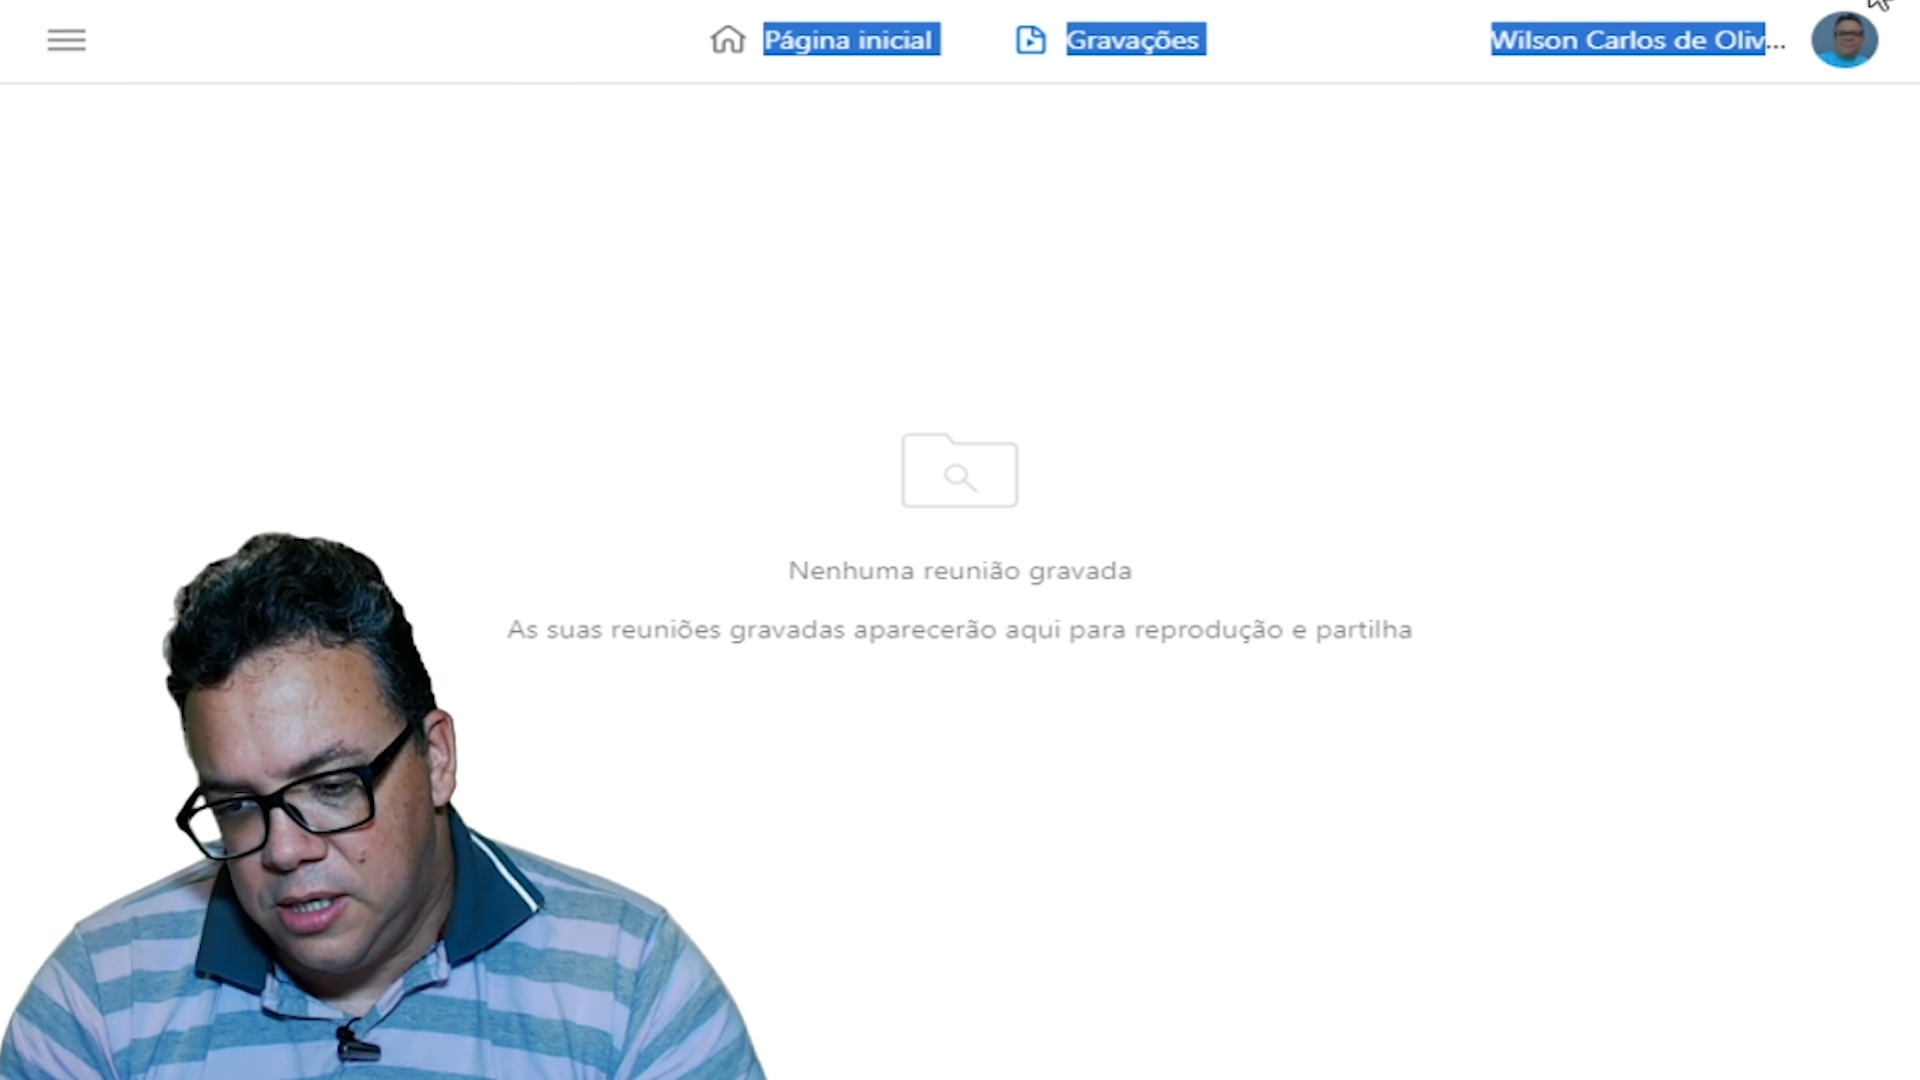 Página inicial Gravações Wilson Carlos de Oliv...
Nenhuma reunião gravada
As suas reuniões gravadas aparecerão aqui para reprodução e partilha